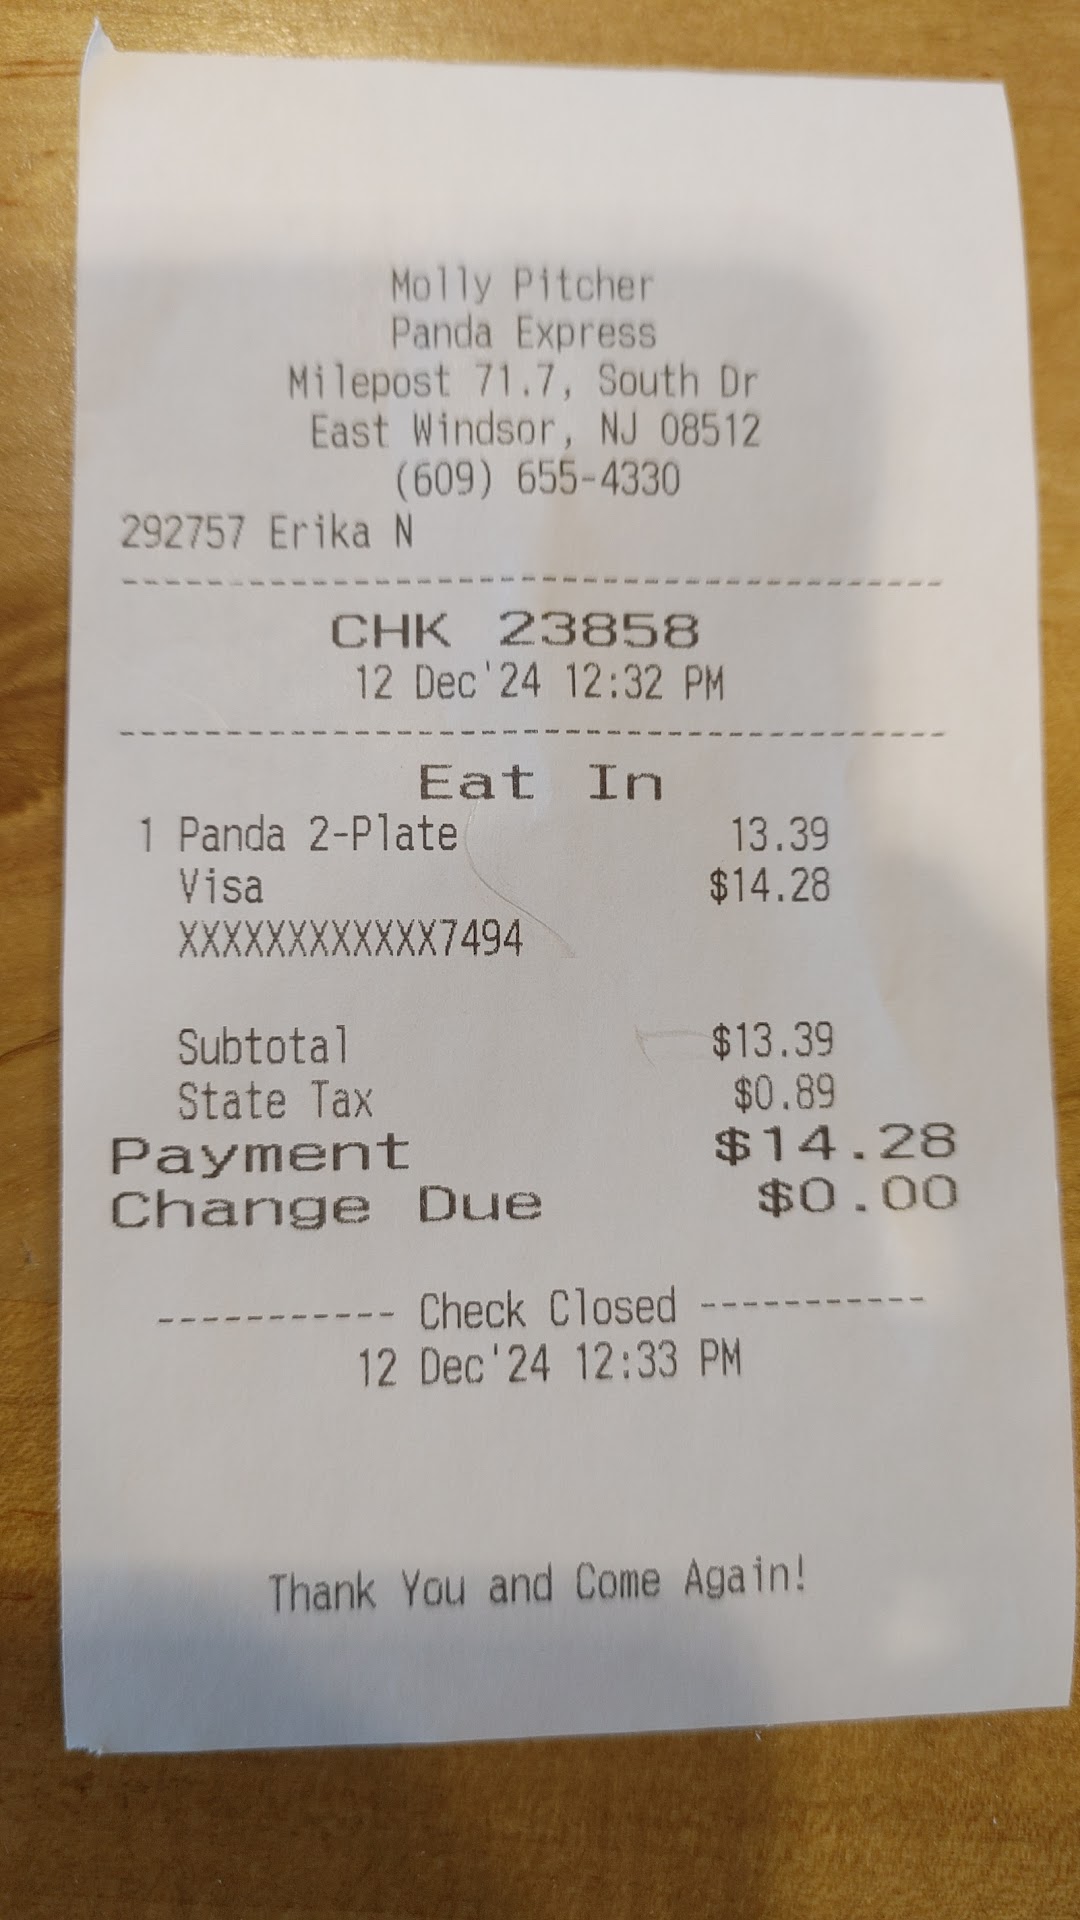 Molly Pitcher
Panda Express
Milepost 71.7, South Dr
East Windsor, NJ 08512
(609) 655-4330
292757 Erika N
----------------------------------------
CHK 23858
12 Dec'24 12:32 PM
----------------------------------------
Eat In
1 Panda 2-Plate 13.39
Visa $14.28
XXXXXXXXXXXX7494
Subtotal $13.39
State Tax $0.89
Payment $14.28
Change Due $0.00
----------- Check Closed -----------
12 Dec'24 12:33 PM
Thank You and Come Again!